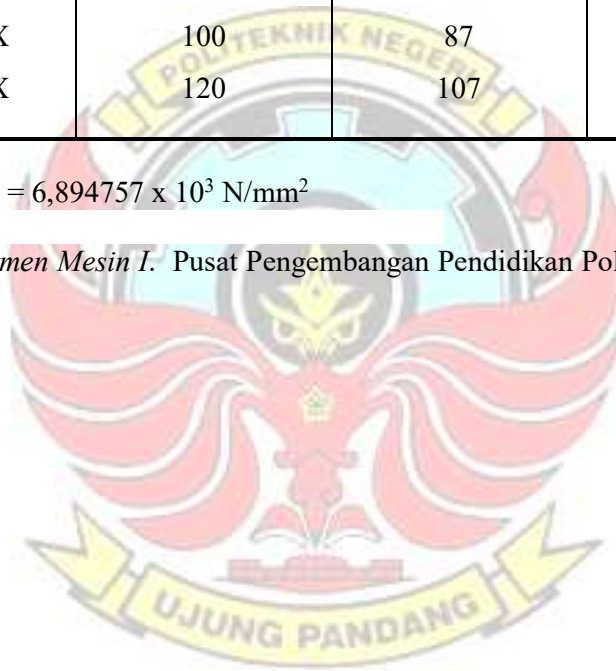 X 100 87
X 120 107
= 6,894757 x 10³ N/mm²
men Mesin I. Pusat Pengembangan Pendidikan Pol
POLITEKNIK NEGERI
UJUNG PANDANG